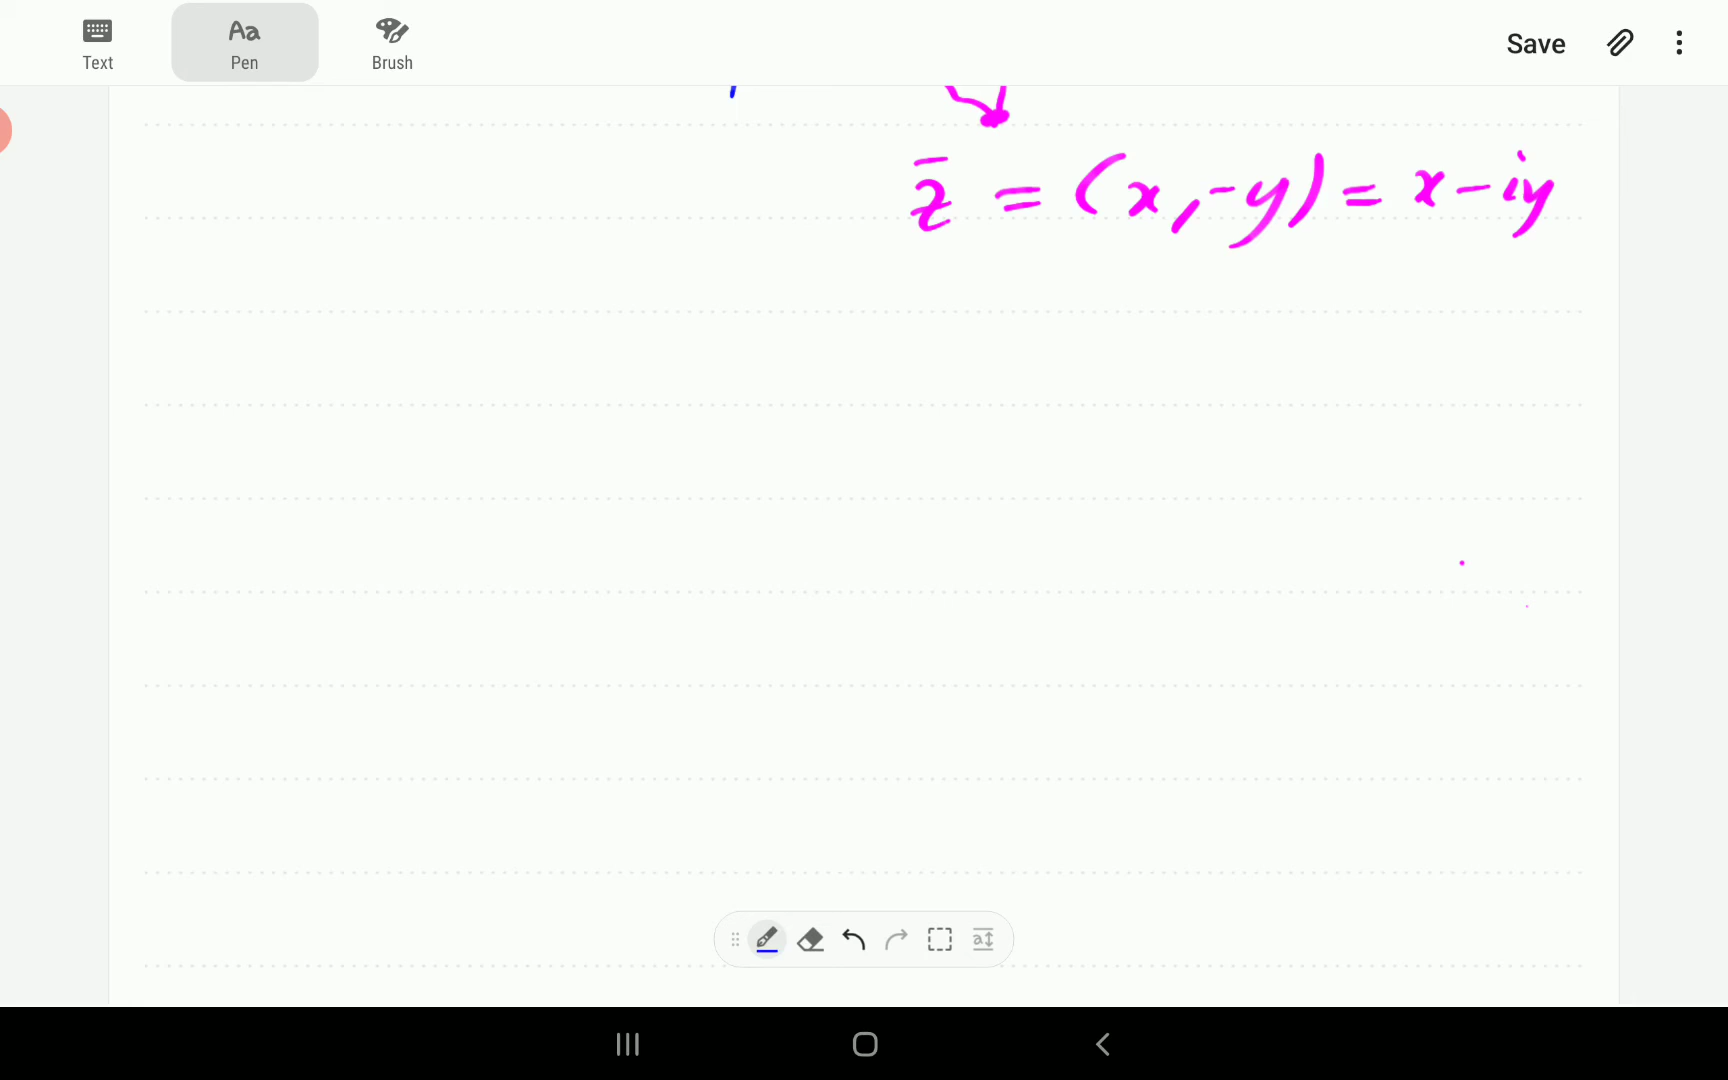 Text Pen Brush Save
z̄ = (x, -y) = x - iy